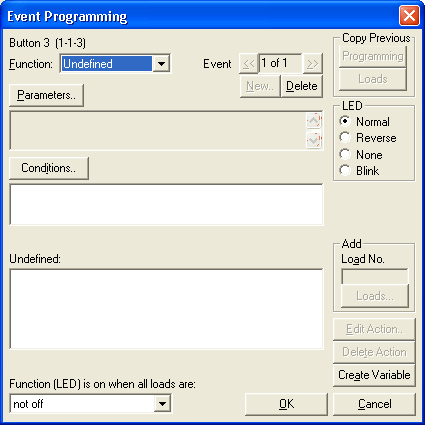 Event Programming
Button 3 (1-1-3)
Function: Undefined
Event << 1 of 1 >>
New.. Delete
Copy Previous
Programming
Loads
Parameters..
LED
Normal
Reverse
None
Blink
Conditions..
Undefined:
Add
Load No.
Loads...
Edit Action..
Delete Action
Create Variable
Function (LED) is on when all loads are:
not off
OK
Cancel